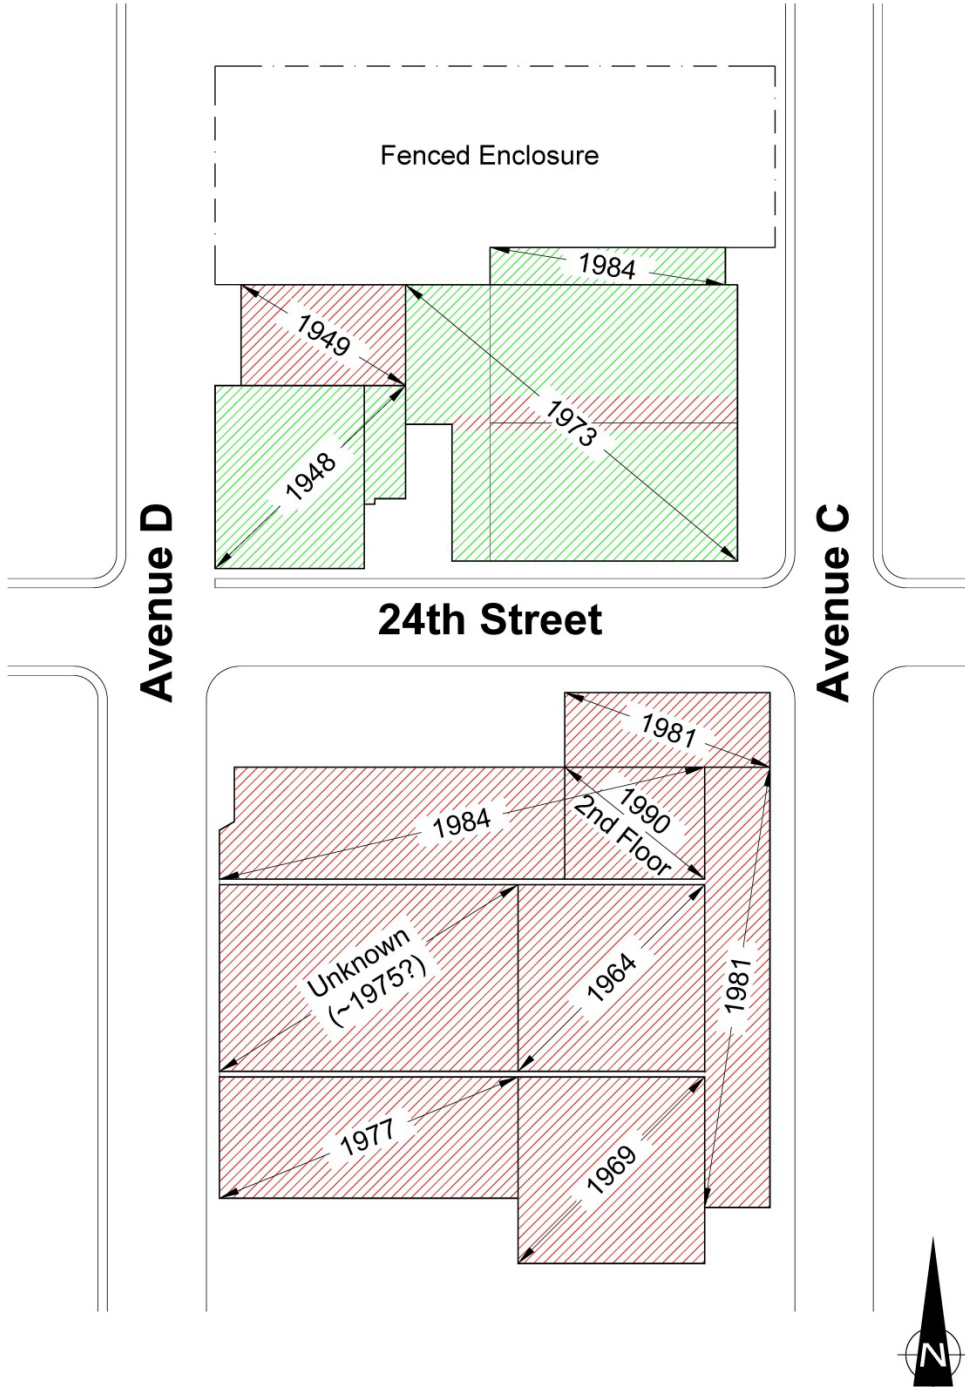 Fenced Enclosure
1984
1949
1973
1948
Avenue D
Avenue C
24th Street
1981
1984
1990
2nd Floor
Unknown
(~1975?)
1964
1981
1977
1969
N